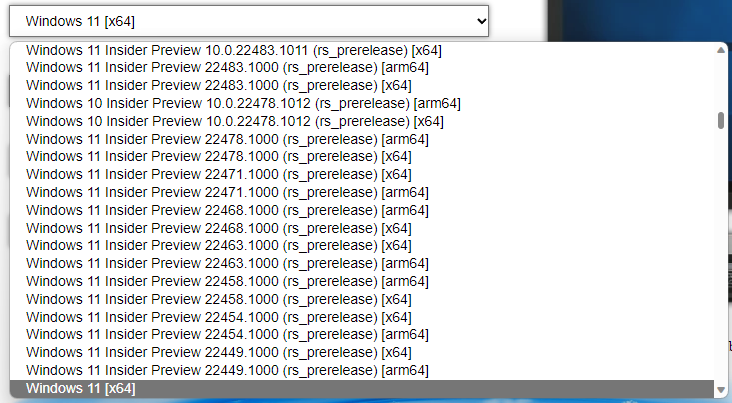 Windows 11 [x64]
Windows 11 Insider Preview 10.0.22483.1011 (rs_prerelease) [x64]
Windows 11 Insider Preview 22483.1000 (rs_prerelease) [arm64]
Windows 11 Insider Preview 22483.1000 (rs_prerelease) [x64]
Windows 10 Insider Preview 10.0.22478.1012 (rs_prerelease) [arm64]
Windows 10 Insider Preview 10.0.22478.1012 (rs_prerelease) [x64]
Windows 11 Insider Preview 22478.1000 (rs_prerelease) [arm64]
Windows 11 Insider Preview 22478.1000 (rs_prerelease) [x64]
Windows 11 Insider Preview 22471.1000 (rs_prerelease) [x64]
Windows 11 Insider Preview 22471.1000 (rs_prerelease) [arm64]
Windows 11 Insider Preview 22468.1000 (rs_prerelease) [arm64]
Windows 11 Insider Preview 22468.1000 (rs_prerelease) [x64]
Windows 11 Insider Preview 22463.1000 (rs_prerelease) [x64]
Windows 11 Insider Preview 22463.1000 (rs_prerelease) [arm64]
Windows 11 Insider Preview 22458.1000 (rs_prerelease) [arm64]
Windows 11 Insider Preview 22458.1000 (rs_prerelease) [x64]
Windows 11 Insider Preview 22454.1000 (rs_prerelease) [x64]
Windows 11 Insider Preview 22454.1000 (rs_prerelease) [arm64]
Windows 11 Insider Preview 22449.1000 (rs_prerelease) [x64]
Windows 11 Insider Preview 22449.1000 (rs_prerelease) [arm64]
Windows 11 [x64]